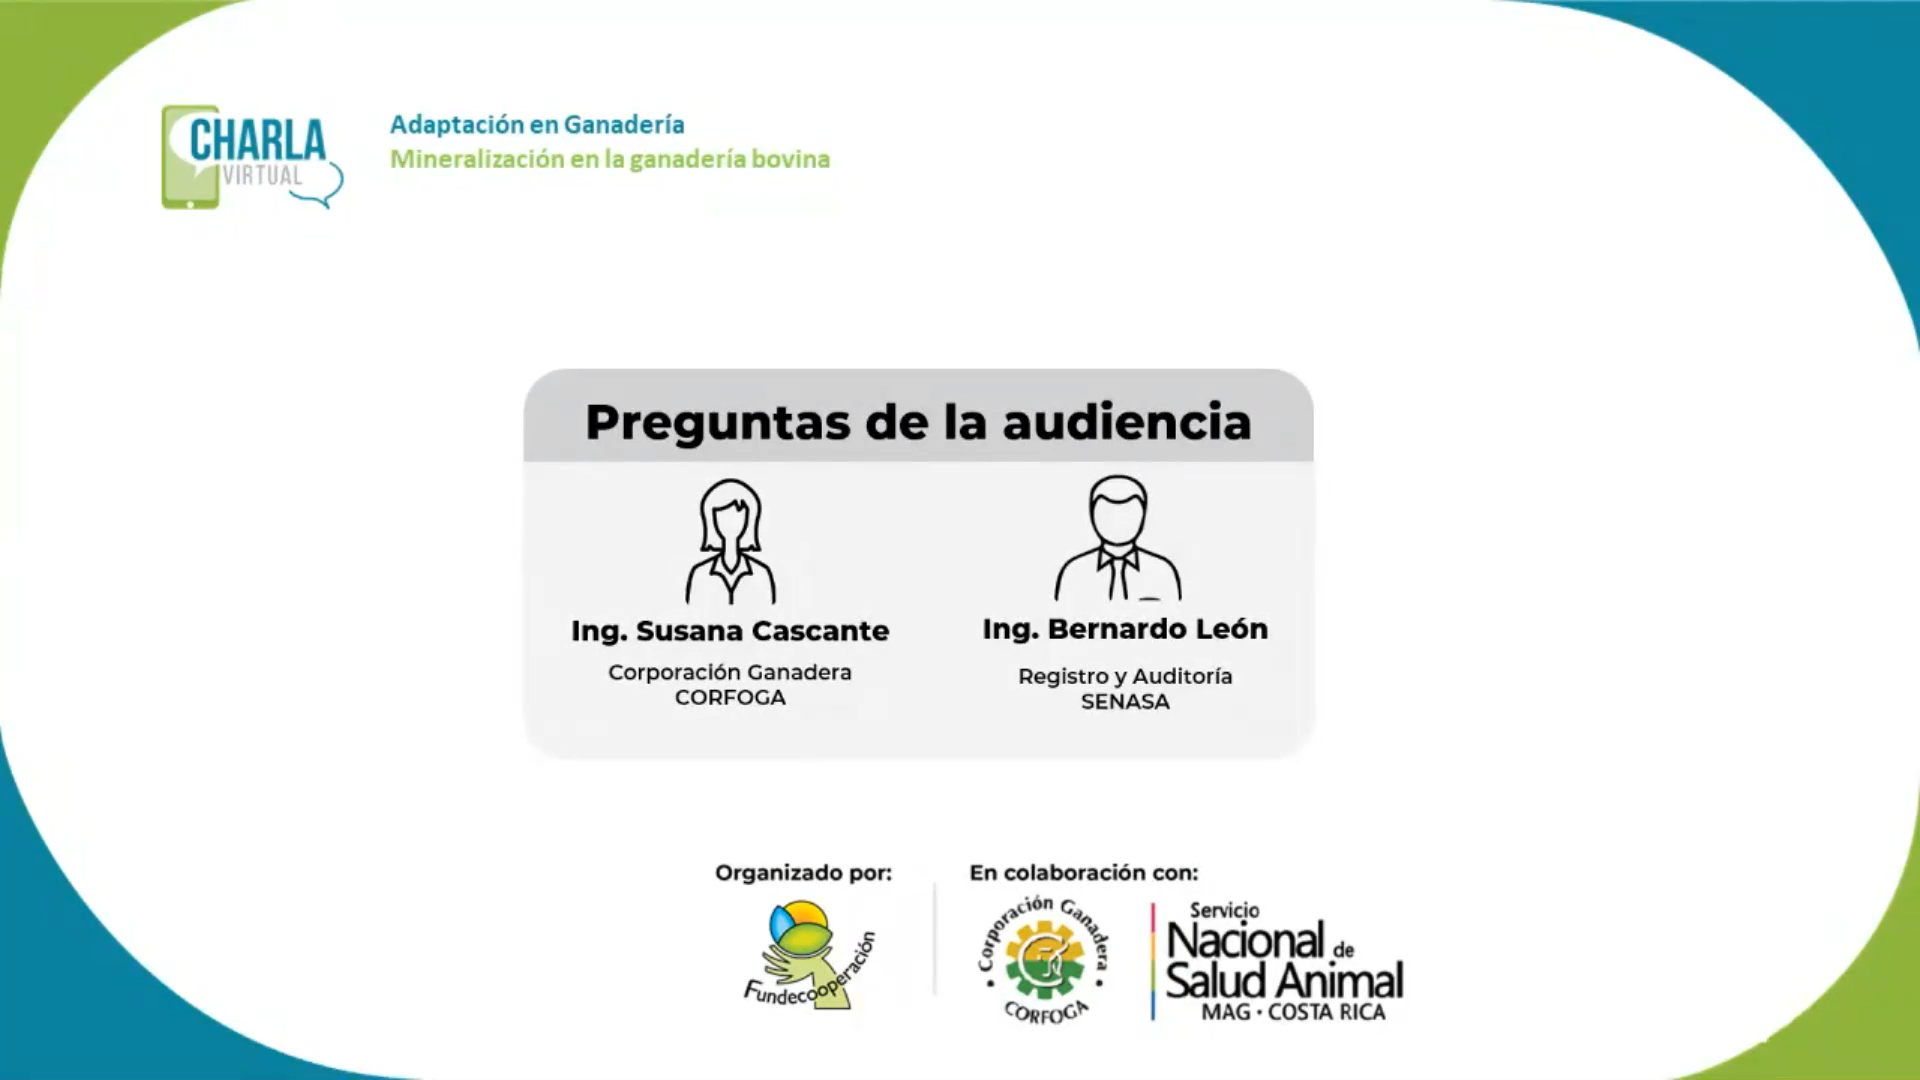 CHARLA
VIRTUAL
Adaptación en Ganadería
Mineralización en la ganadería bovina
Preguntas de la audiencia
Ing. Susana Cascante
Corporación Ganadera
CORFOGA
Ing. Bernardo León
Registro y Auditoría
SENASA
Organizado por:
Fundecooperación
En colaboración con:
Corporación Ganadera
CORFOGA
Servicio
Nacional de
Salud Animal
MAG • COSTA RICA